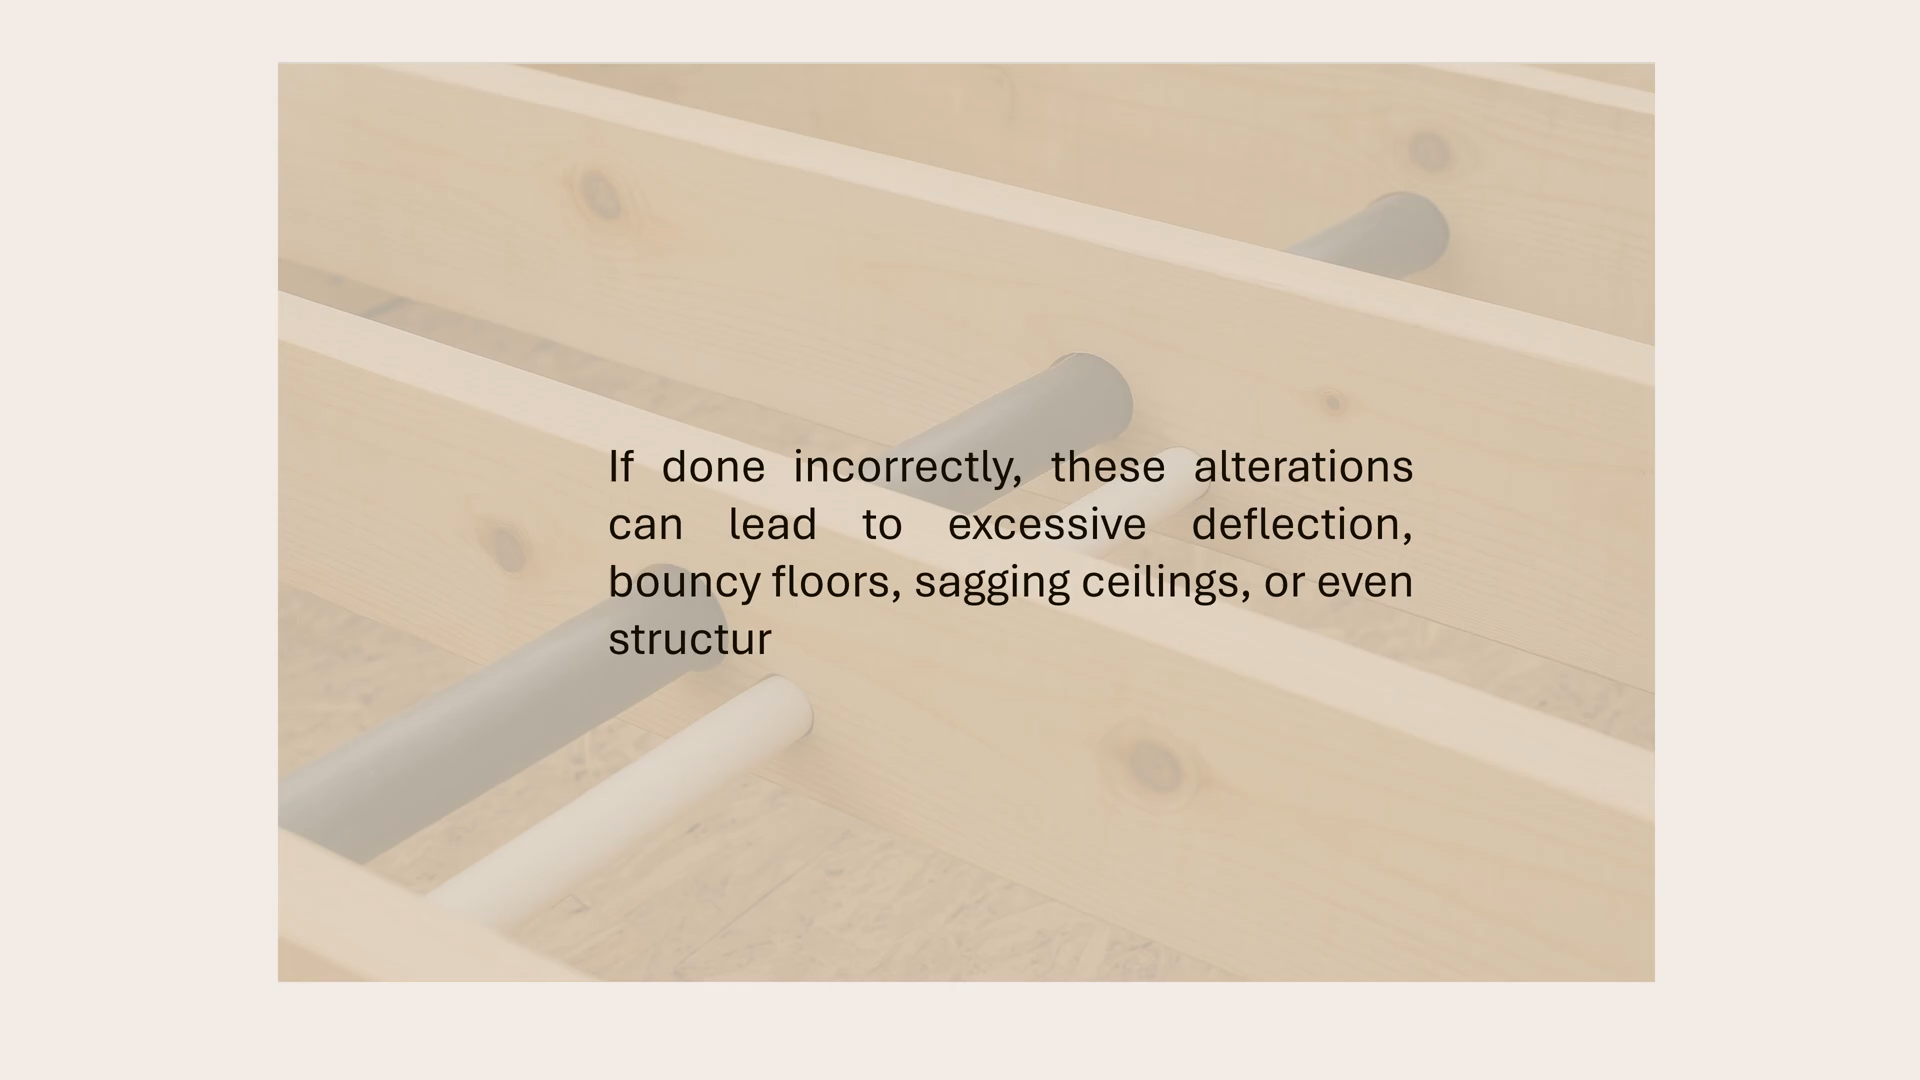 If done incorrectly, these alterations
can lead to excessive deflection,
bouncy floors, sagging ceilings, or even
structur